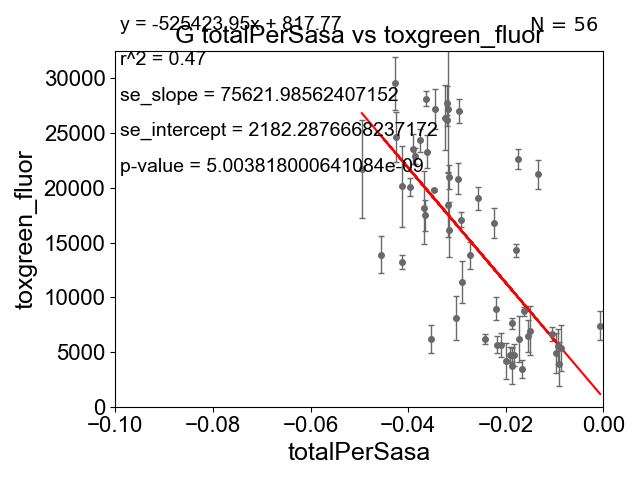 y = -525423.95x + 817.77
N = 56
G totalPerSasa vs toxgreen_fluor
r^2 = 0.47
se_slope = 75621.98562407152
se_intercept = 2182.2876668237172
p-value = 5.003818000641084e-09
toxgreen_fluor
30000
25000
20000
15000
10000
5000
0
−0.10 −0.08 −0.06 −0.04 −0.02 0.00
totalPerSasa